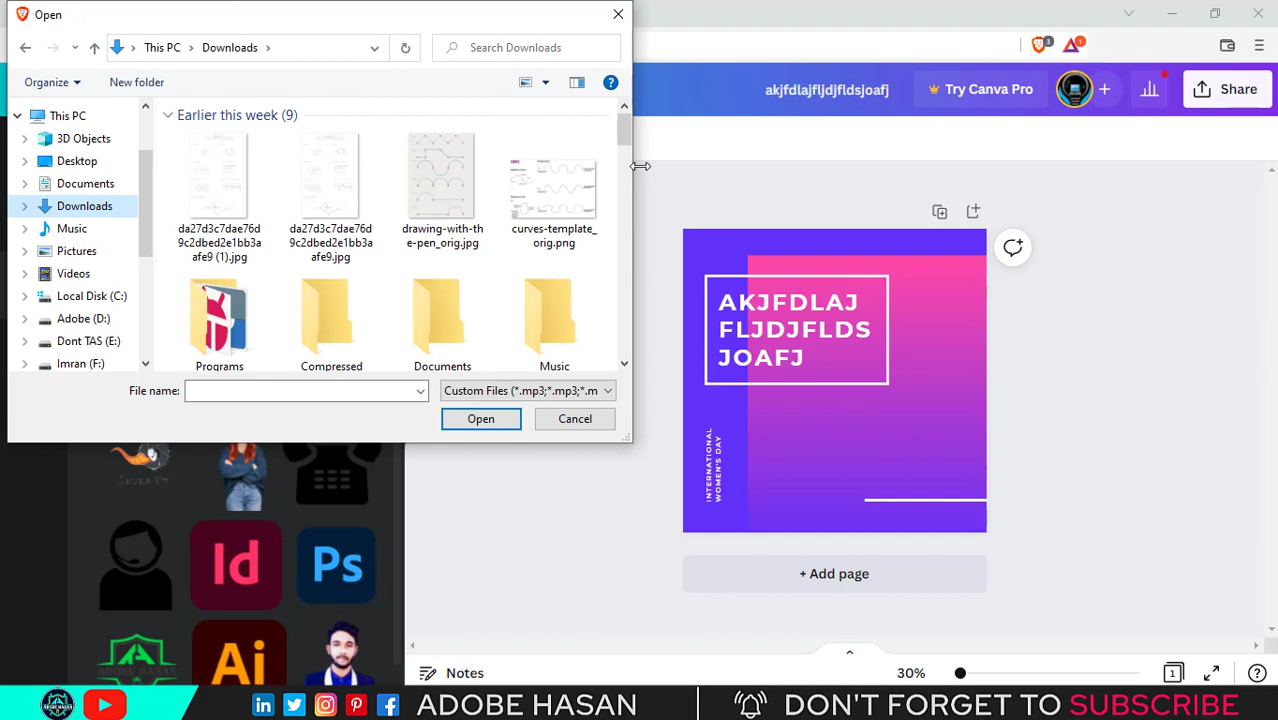 Open
This PC
Downloads
Search Downloads
Organize
New folder
This PC
3D Objects
Desktop
Documents
Downloads
Music
Pictures
Videos
Local Disk (C:)
Adobe (D:)
Dont TAS (E:)
Imran (F:)
Earlier this week (9)
da27d3c7dae76d
9c2dbed2e1bb3a
afe9 (1).jpg
da27d3c7dae76d
9c2dbed2e1bb3a
afe9.jpg
drawing-with-th
e-pen_orig.jpg
curves-template_
orig.png
Programs
Compressed
Documents
Music
File name:
Custom Files (*.mp3;*.mp3;*.m
Open
Cancel
3
1
akjfdlajfljdjfldsjoafj
Try Canva Pro
Share
AKJFDLAJ
FLJDJFLDS
JOAFJ
INTERNATIONAL
WOMEN'S DAY
+ Add page
Id
Ps
Ai
ADOBE HASAN
Notes
30%
1
ADOBE HASAN
DON'T FORGET TO SUBSCRIBE